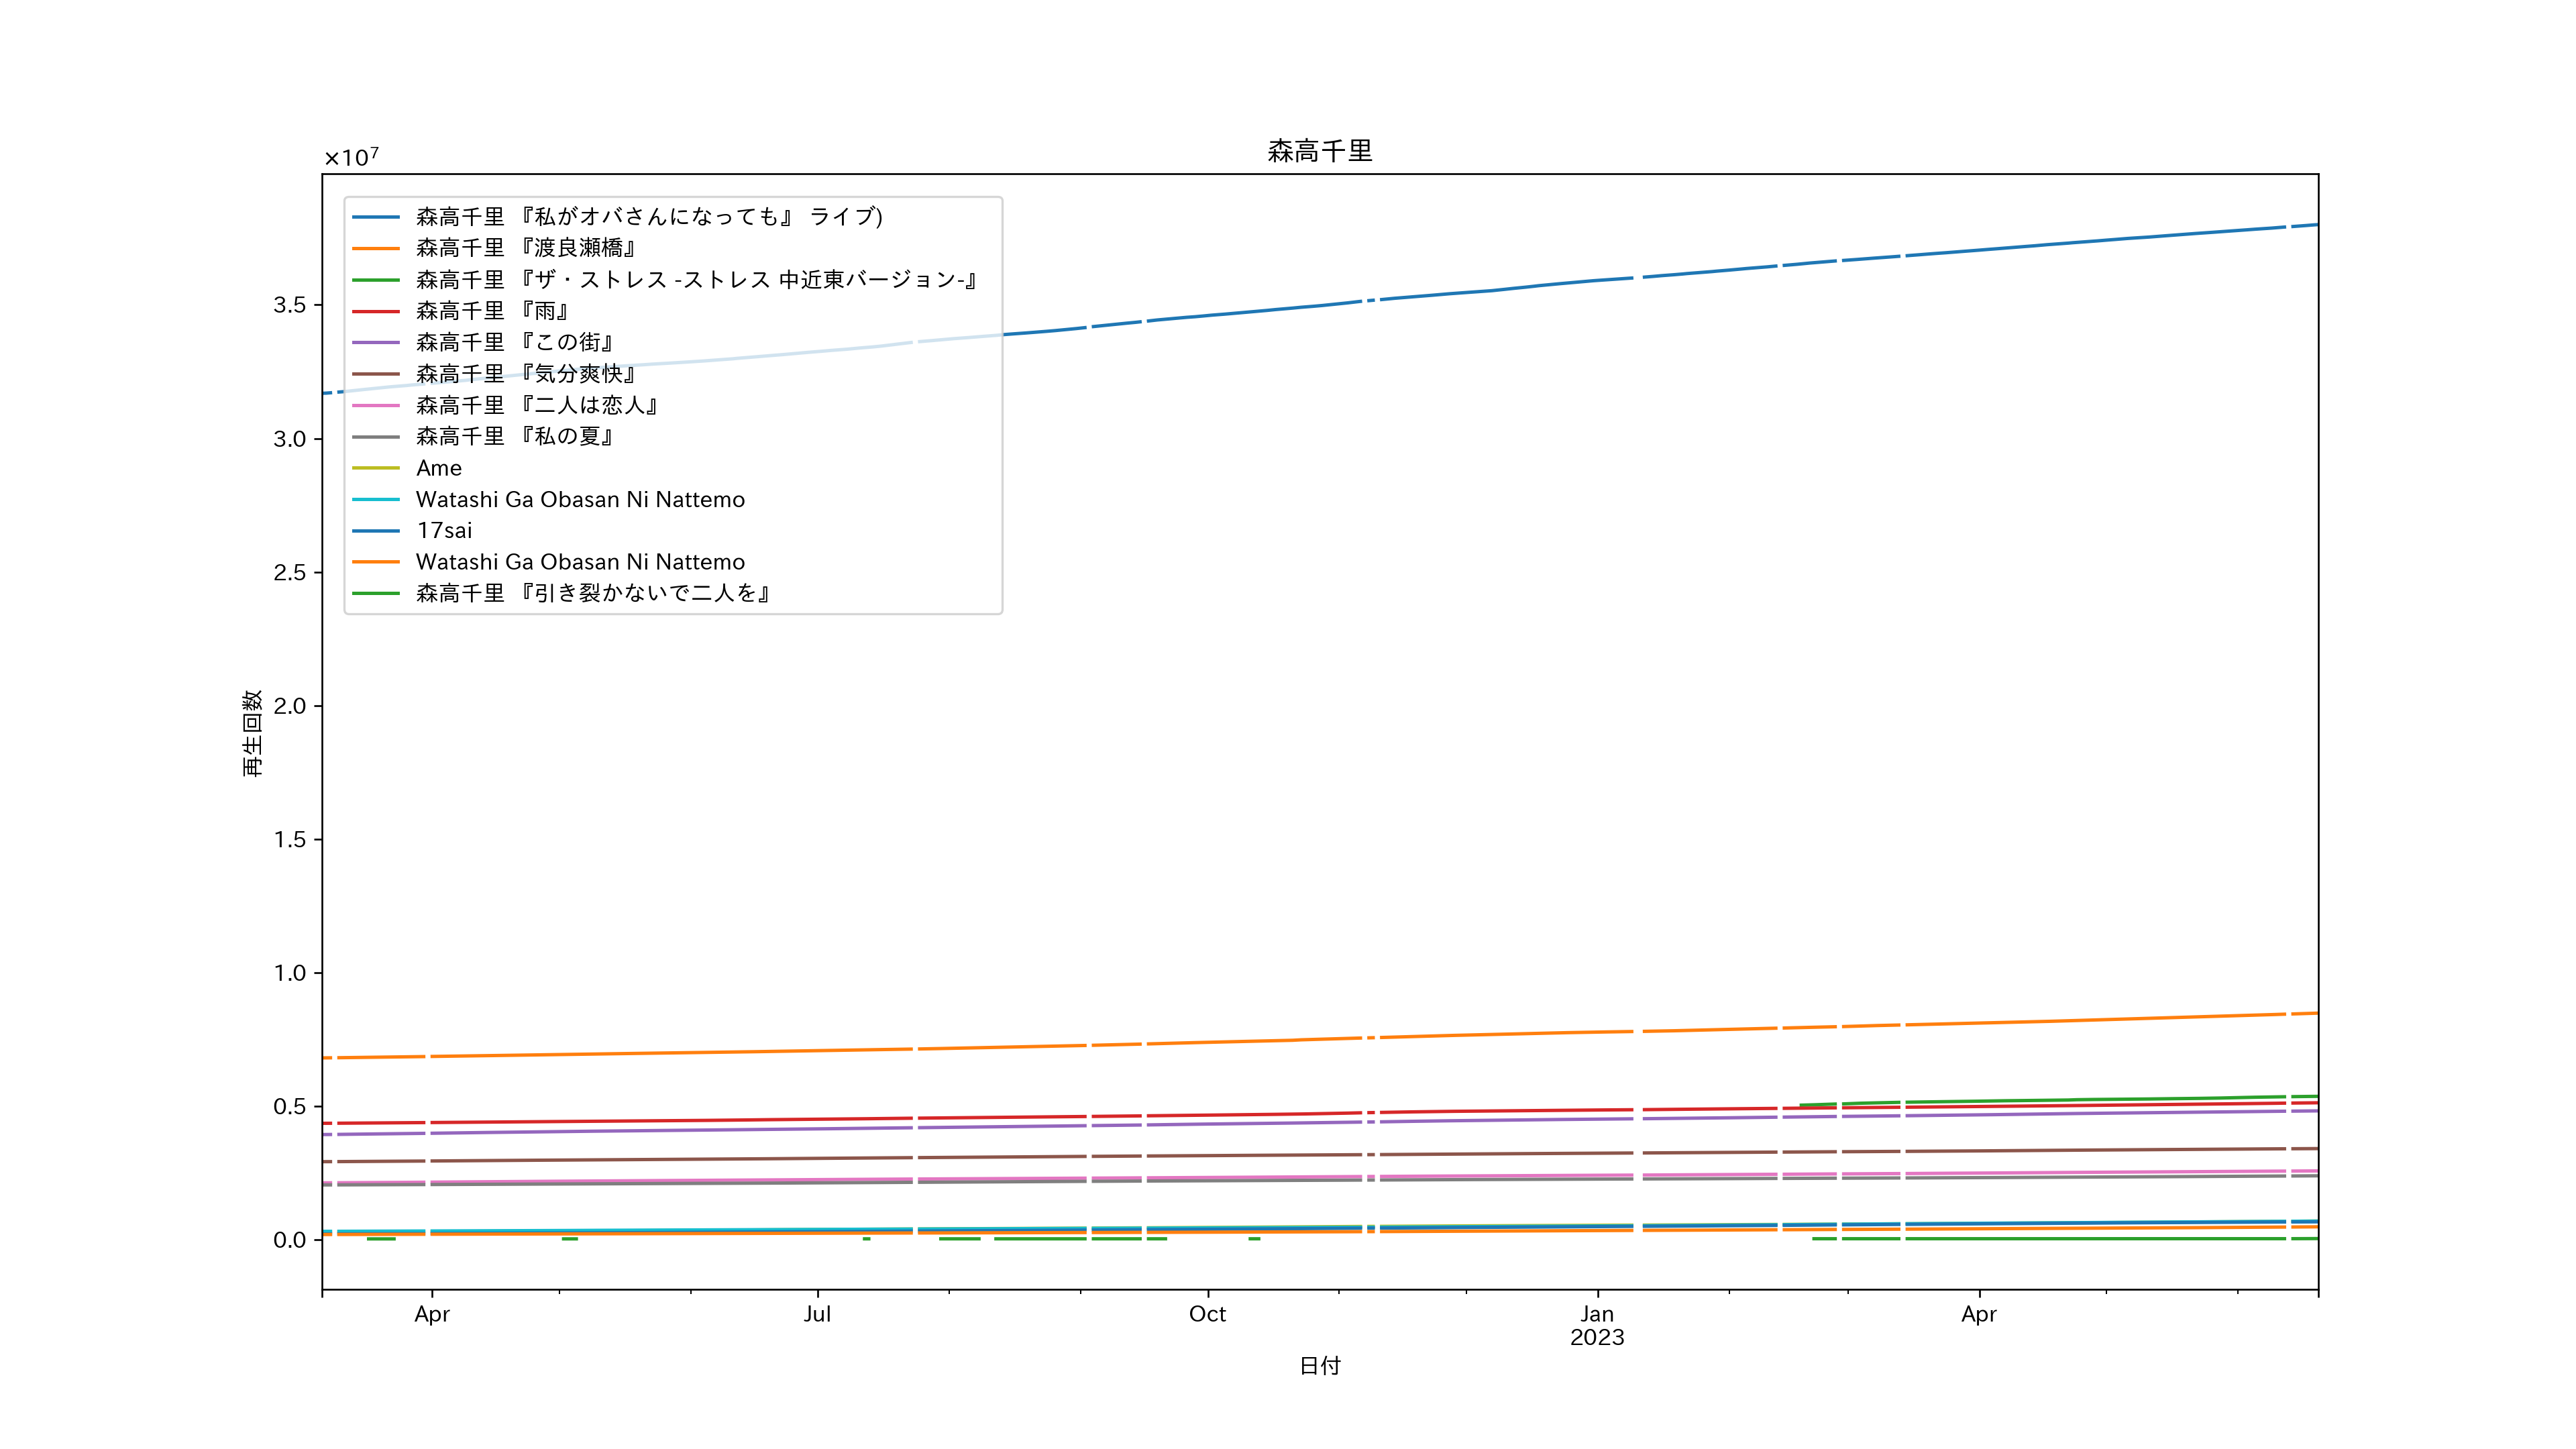 森高千里
×10⁷
森高千里 『私がオバさんになっても』 ライブ)
森高千里 『渡良瀬橋』
森高千里 『ザ・ストレス -ストレス 中近東バージョン-』
森高千里 『雨』
森高千里 『この街』
森高千里 『気分爽快』
森高千里 『二人は恋人』
森高千里 『私の夏』
Ame
Watashi Ga Obasan Ni Nattemo
17sai
Watashi Ga Obasan Ni Nattemo
森高千里 『引き裂かないで二人を』
3.5
3.0
2.5
2.0
1.5
1.0
0.5
0.0
再生回数
Apr
Jul
Oct
Jan
2023
Apr
日付